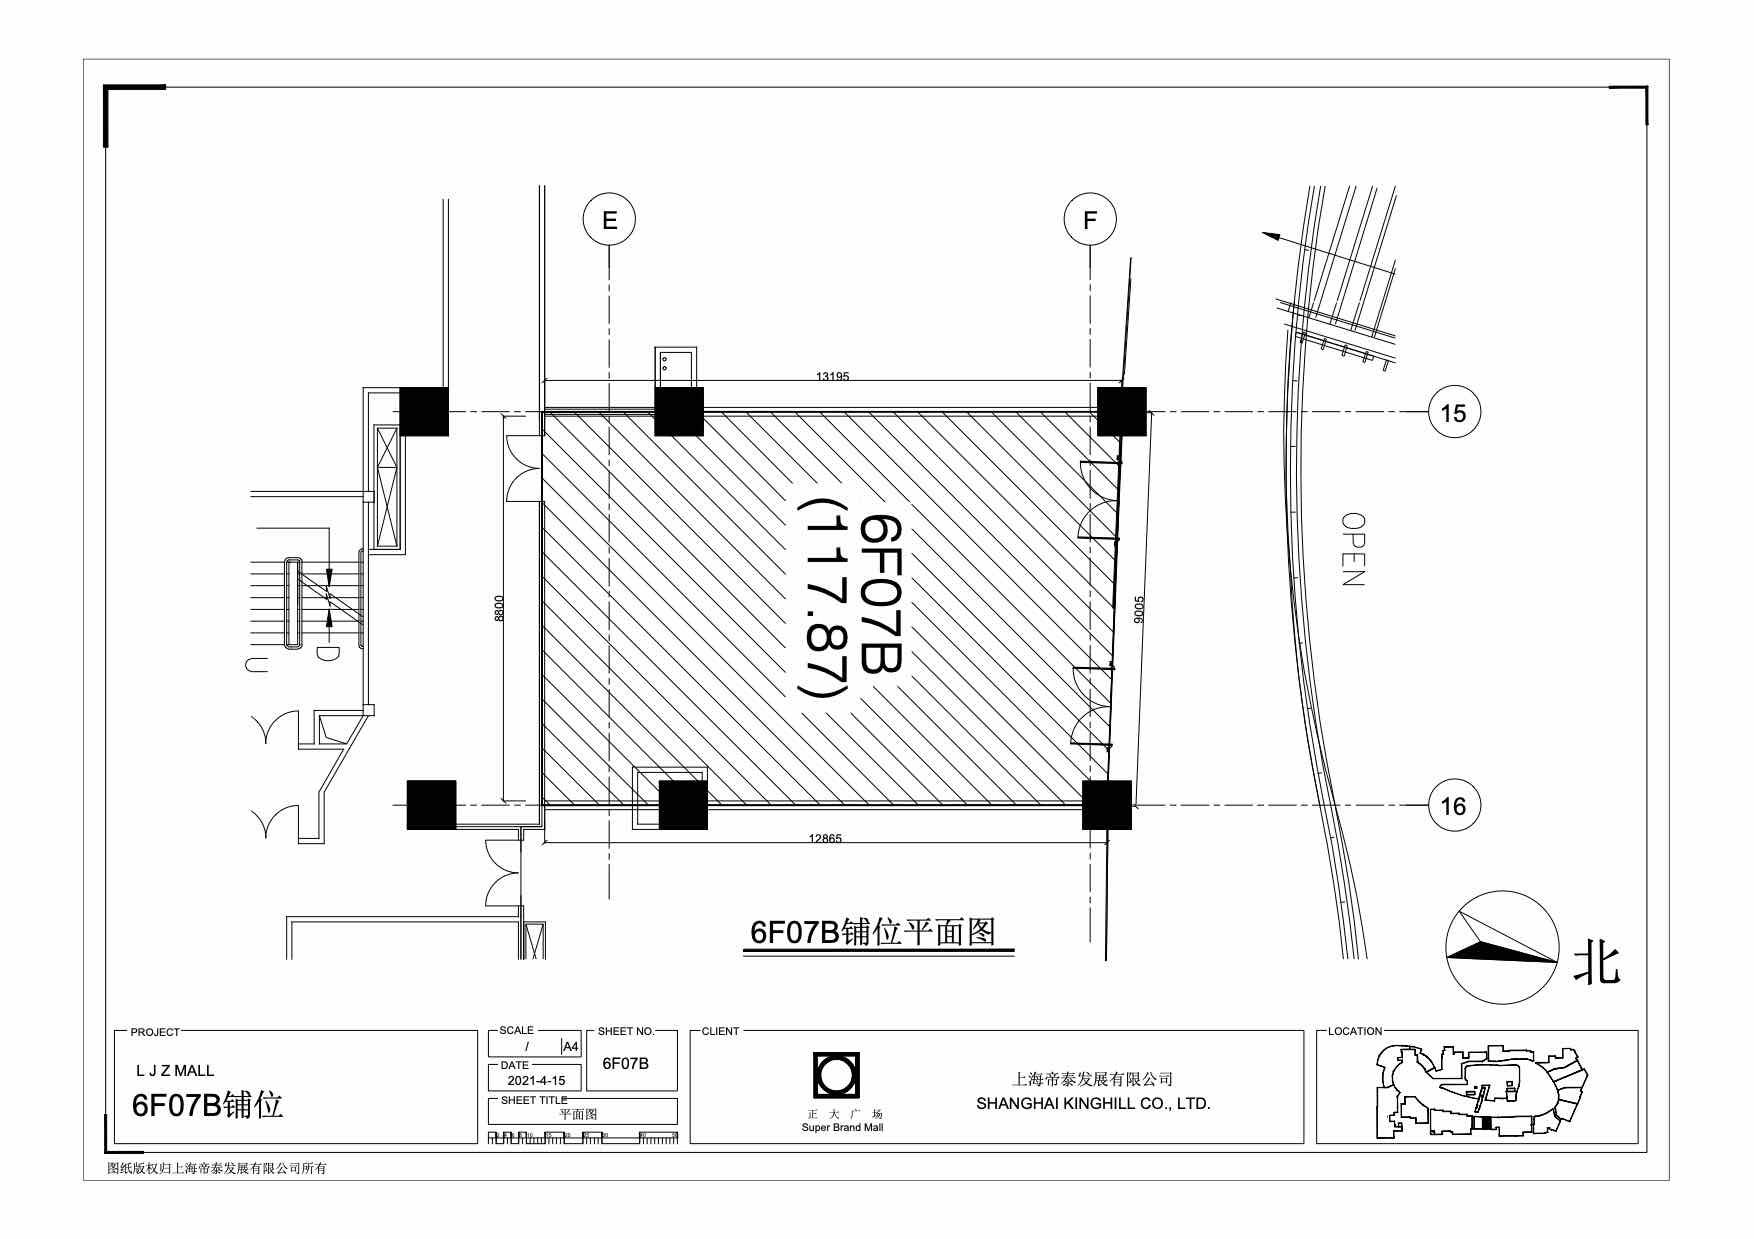 E
F
13195
15
OPEN
6F07B
(117.87)
8800
9005
D
U
16
12865
6F07B铺位平面图
北
PROJECT
L J Z MALL
6F07B铺位
SCALE
/
A4
DATE
2021-4-15
SHEET NO.
6F07B
SHEET TITLE
平面图
CLIENT
正大广场
Super Brand Mall
上海帝泰发展有限公司
SHANGHAI KINGHILL CO., LTD.
LOCATION
图纸版权归上海帝泰发展有限公司所有